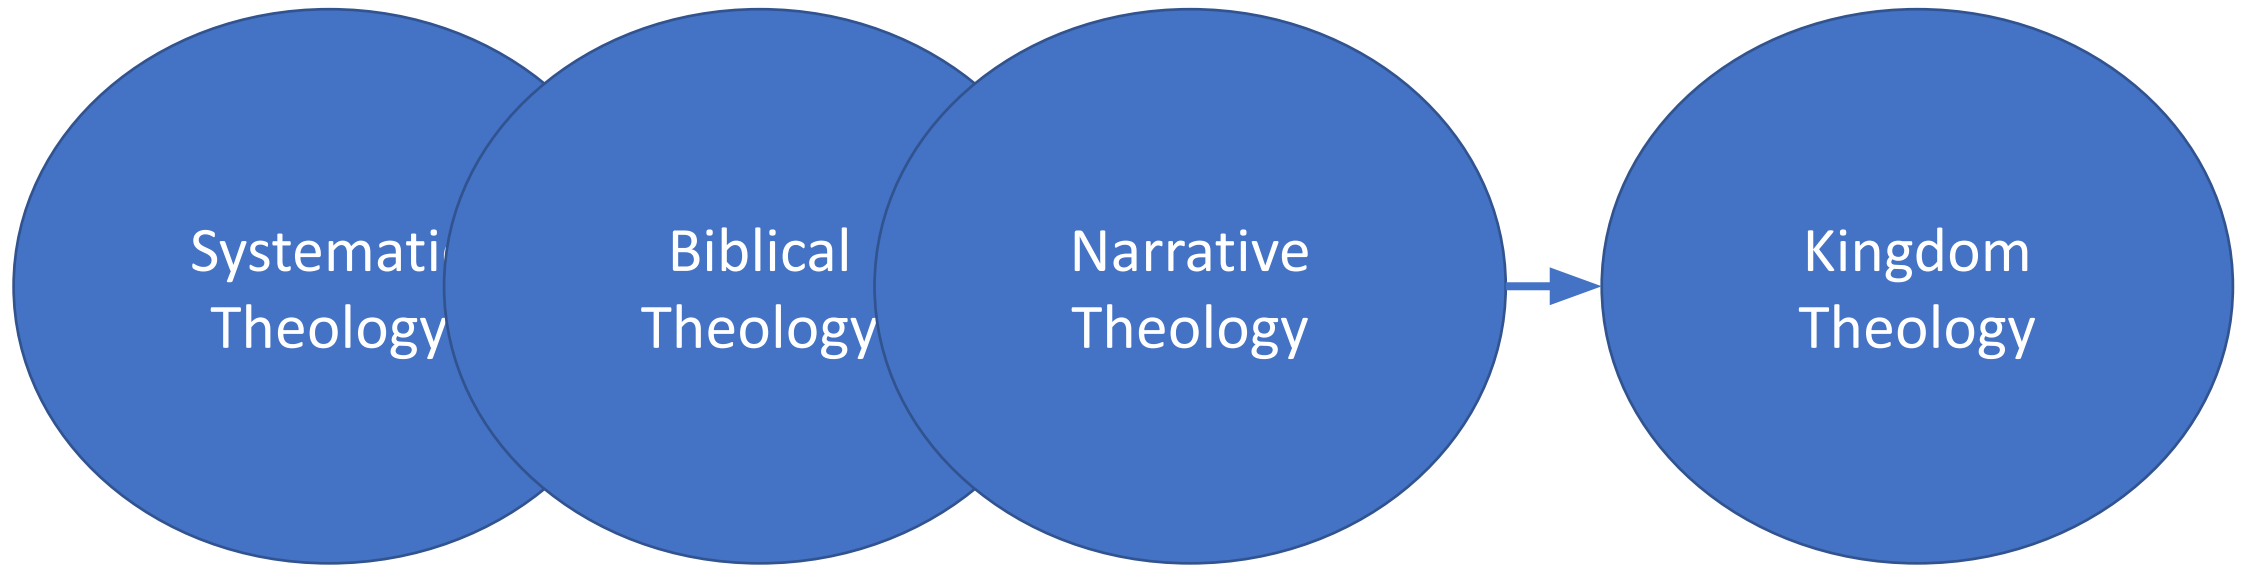 Systemati
Theology
Biblical
Theology
Narrative
Theology
Kingdom
Theology